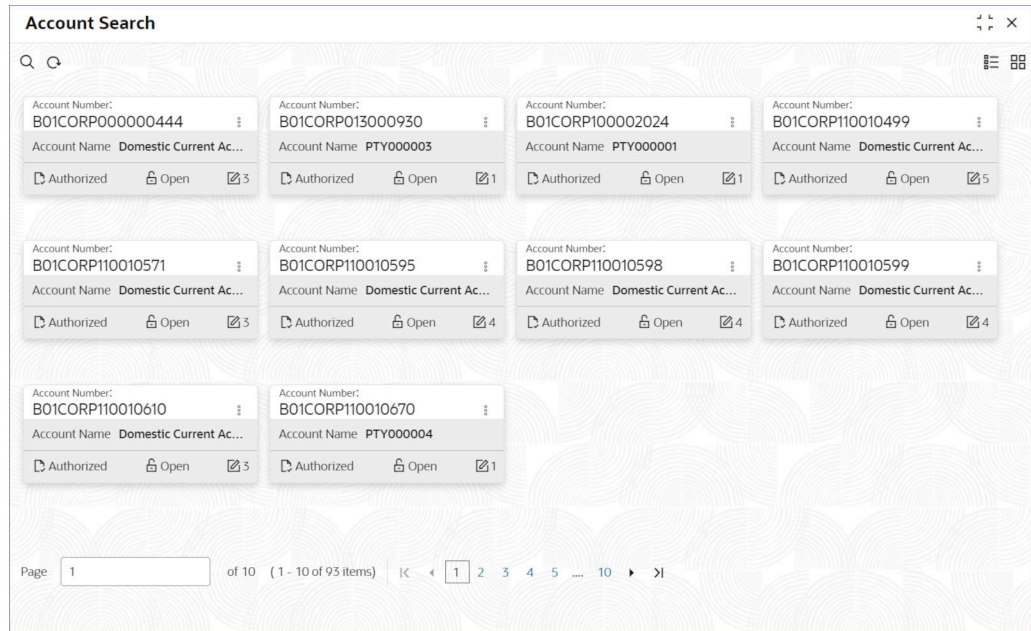 Account Search
Account Number:
B01CORP000000444
Account Name Domestic Current Ac...
Authorized Open 3
Account Number:
B01CORP013000930
Account Name PTY000003
Authorized Open 1
Account Number:
B01CORP100002024
Account Name PTY000001
Authorized Open 1
Account Number:
B01CORP110010499
Account Name Domestic Current Ac...
Authorized Open 5
Account Number:
B01CORP110010571
Account Name Domestic Current Ac...
Authorized Open 3
Account Number:
B01CORP110010595
Account Name Domestic Current Ac...
Authorized Open 4
Account Number:
B01CORP110010598
Account Name Domestic Current Ac...
Authorized Open 4
Account Number:
B01CORP110010599
Account Name Domestic Current Ac...
Authorized Open 4
Account Number:
B01CORP110010610
Account Name Domestic Current Ac...
Authorized Open 3
Account Number:
B01CORP110010670
Account Name PTY000004
Authorized Open 1
Page 1 of 10 (1 - 10 of 93 items) 1 2 3 4 5 .... 10